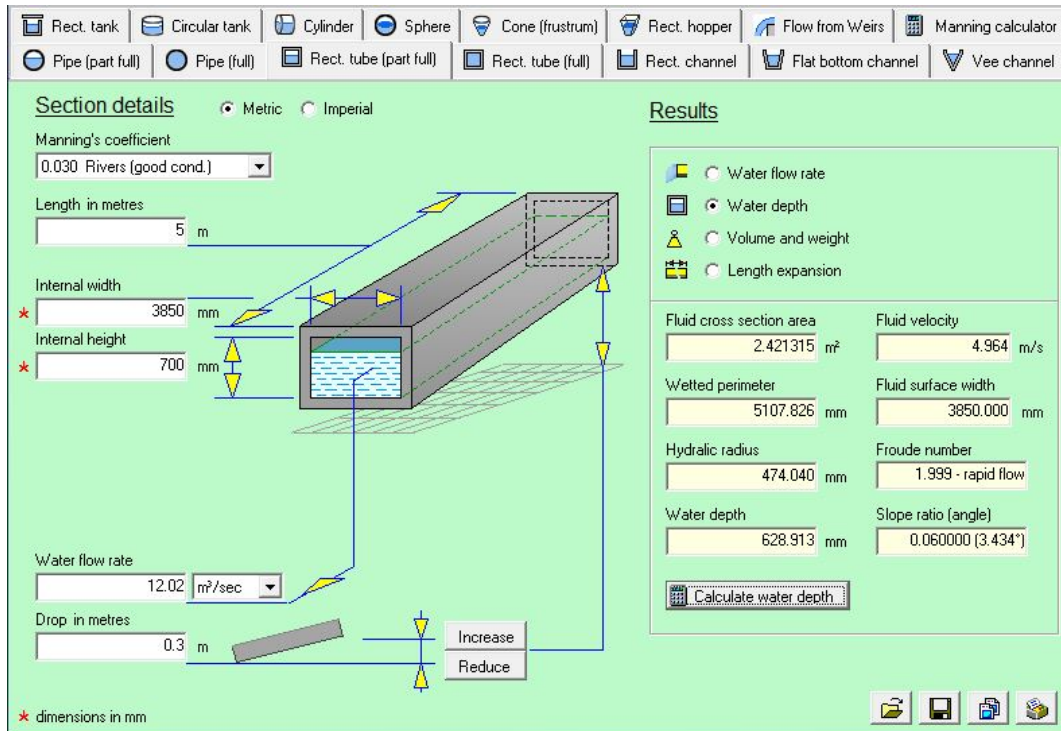 Rect. tank Circular tank Cylinder Sphere Cone (frustrum) Rect. hopper Flow from Weirs Manning calculator
Pipe (part full) Pipe (full) Rect. tube (part full) Rect. tube (full) Rect. channel Flat bottom channel Vee channel
Section details Metric Imperial
Manning's coefficient
0.030 Rivers (good cond.)
Length in metres
5 m
Internal width
* 3850 mm
Internal height
* 700 mm
Water flow rate
12.02 m³/sec
Drop in metres
0.3 m
Increase
Reduce
* dimensions in mm
Results
Water flow rate
Water depth
Volume and weight
Length expansion
Fluid cross section area Fluid velocity
2.421315 m² 4.964 m/s
Wetted perimeter Fluid surface width
5107.826 mm 3850.000 mm
Hydralic radius Froude number
474.040 mm 1.999 - rapid flow
Water depth Slope ratio (angle)
628.913 mm 0.060000 (3.434°)
Calculate water depth